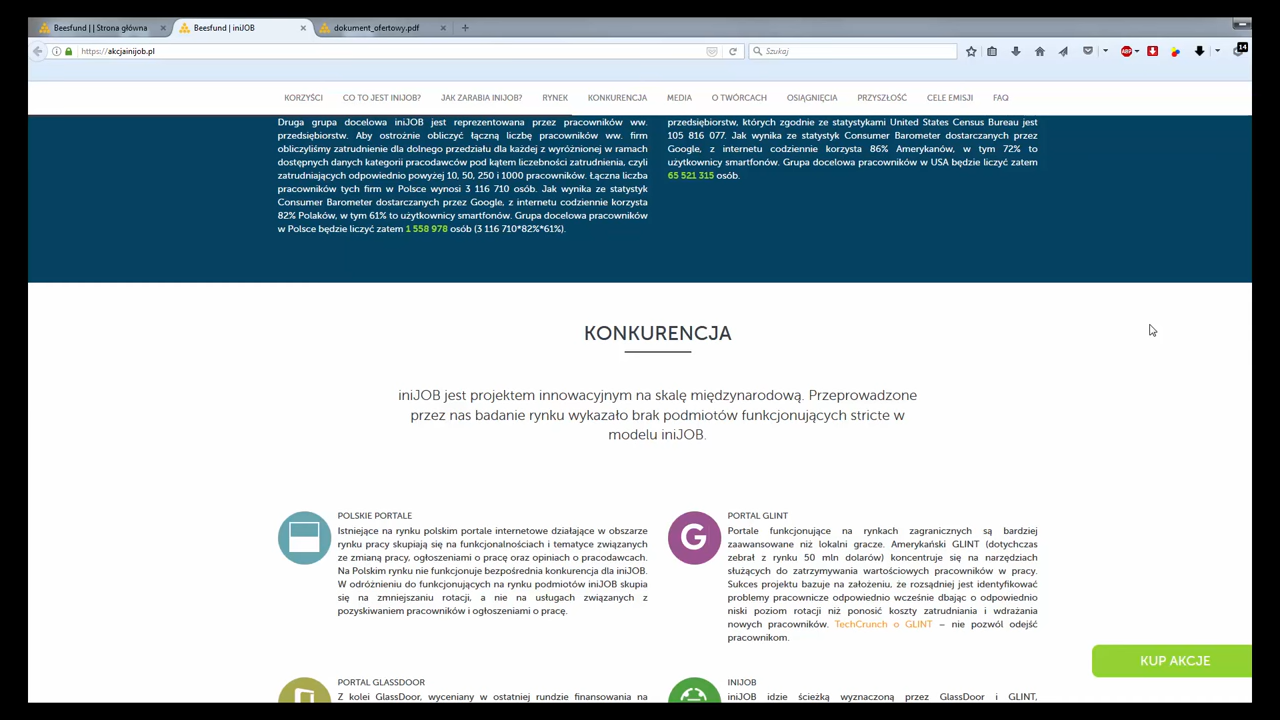 Beesfund | | Strona główna
Beesfund | iniJOB
dokument_ofertowy.pdf
https://akcjainijob.pl
Szukaj
ABP
14
KORZYŚCI
CO TO JEST INIJOB?
JAK ZARABIA INIJOB?
RYNEK
KONKURENCJA
MEDIA
O TWÓRCACH
OSIĄGNIĘCIA
PRZYSZŁOŚĆ
CELE EMISJI
FAQ
Druga grupa docelowa iniJOB jest reprezentowana przez pracowników ww.
przedsiębiorstw. Aby ostrożnie obliczyć łączną liczbę pracowników ww. firm
obliczyliśmy zatrudnienie dla dolnego przedziału dla każdej z wyróżnionej w ramach
dostępnych danych kategorii pracodawców pod kątem liczebności zatrudnienia, czyli
zatrudniających odpowiednio powyżej 10, 50, 250 i 1000 pracowników. Łączna liczba
pracowników tych firm w Polsce wynosi 3 116 710 osób. Jak wynika ze statystyk
Consumer Barometer dostarczanych przez Google, z internetu codziennie korzysta
82% Polaków, w tym 61% to użytkownicy smartfonów. Grupa docelowa pracowników
w Polsce będzie liczyć zatem 1 558 978 osób (3 116 710*82%*61%).
przedsiębiorstw, których zgodnie ze statystykami United States Census Bureau jest
105 816 077. Jak wynika ze statystyk Consumer Barometer dostarczanych przez
Google, z internetu codziennie korzysta 86% Amerykanów, w tym 72% to
użytkownicy smartfonów. Grupa docelowa pracowników w USA będzie liczyć zatem
65 521 315 osób.
KONKURENCJA
iniJOB jest projektem innowacyjnym na skalę międzynarodową. Przeprowadzone
przez nas badanie rynku wykazało brak podmiotów funkcjonujących stricte w
modelu iniJOB.
POLSKIE PORTALE
Istniejące na rynku polskim portale internetowe działające w obszarze
rynku pracy skupiają się na funkcjonalnościach i tematyce związanych
ze zmianą pracy, ogłoszeniami o pracę oraz opiniach o pracodawcach.
Na Polskim rynku nie funkcjonuje bezpośrednia konkurencja dla iniJOB.
W odróżnieniu do funkcjonujących na rynku podmiotów iniJOB skupia
się na zmniejszaniu rotacji, a nie na usługach związanych z
pozyskiwaniem pracowników i ogłoszeniami o pracę.
G
PORTAL GLINT
Portale funkcjonujące na rynkach zagranicznych są bardziej
zaawansowane niż lokalni gracze. Amerykański GLINT (dotychczas
zebrał z rynku 50 mln dolarów) koncentruje się na narzędziach
służących do zatrzymywania wartościowych pracowników w pracy.
Sukces projektu bazuje na założeniu, że rozsądniej jest identyfikować
problemy pracownicze odpowiednio wcześnie dbając o odpowiednio
niski poziom rotacji niż ponosić koszty zatrudniania i wdrażania
nowych pracowników. TechCrunch o GLINT – nie pozwól odejść
pracownikom.
KUP AKCJE
PORTAL GLASSDOOR
Z kolei GlassDoor, wyceniany w ostatniej rundzie finansowania na
INIJOB
iniJOB idzie ścieżką wyznaczoną przez GlassDoor i GLINT,